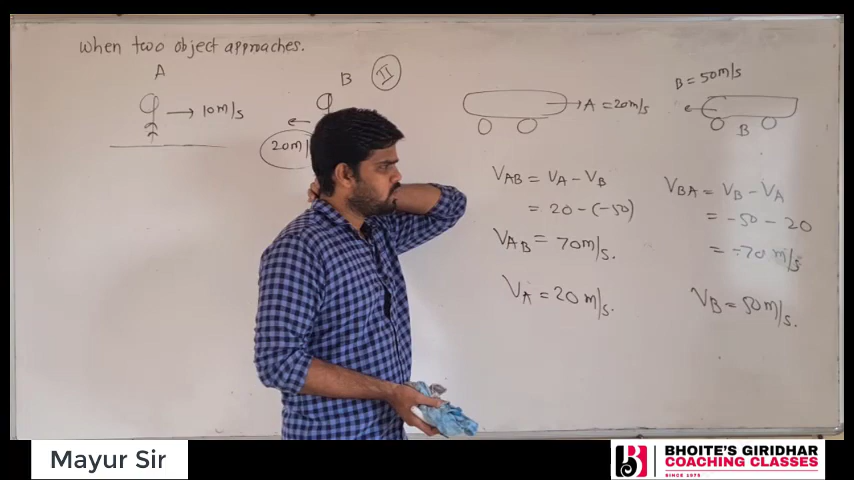 when two object approaches.
A
10m/s
B
II
20m/
A = 20m/s
B = 50m/s
B
VAB = VA - VB
= 20 - (-50)
VAB = 70m/s.
VA = 20 m/s.
VBA = VB - VA
= -50 - 20
= -70 m/s
VB = 50m/s.
Mayur Sir
BHOITE'S GIRIDHAR
COACHING CLASSES
SINCE 1975